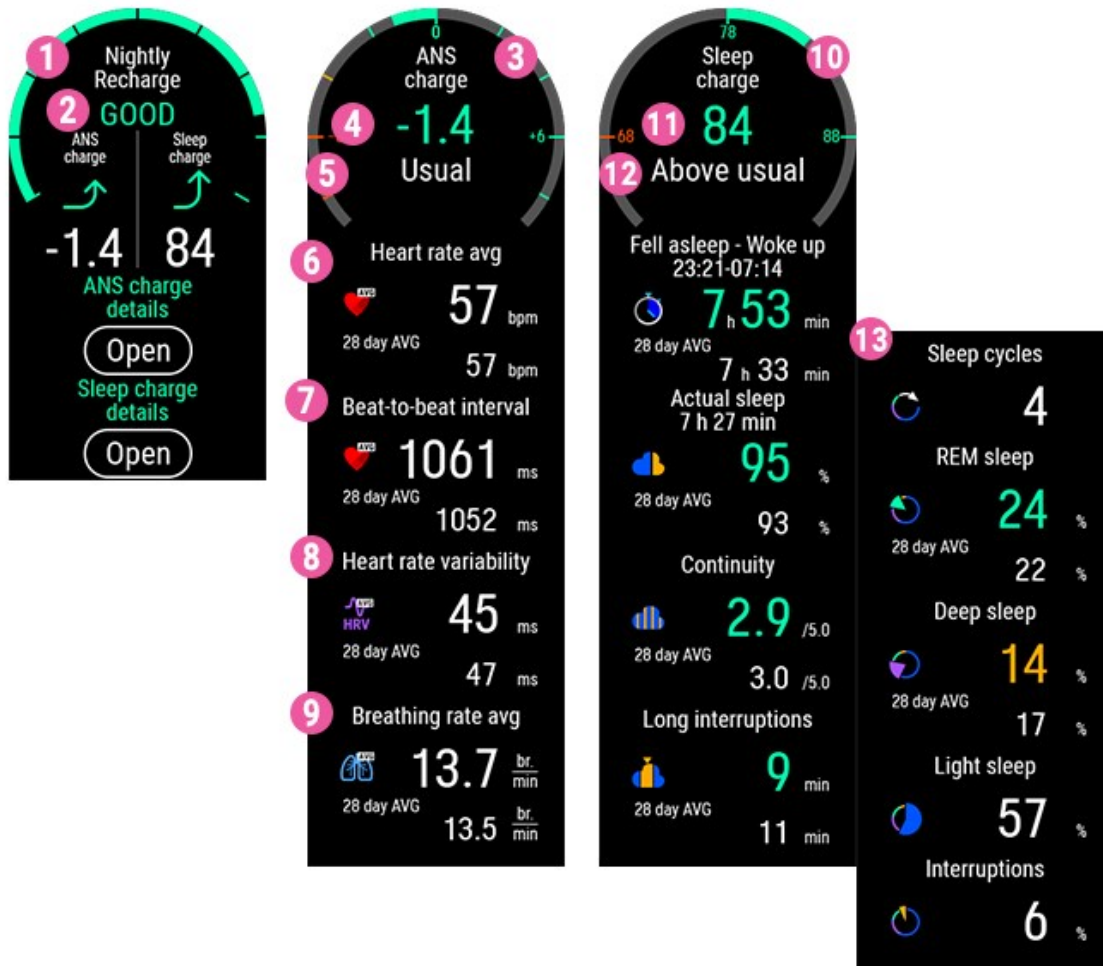 1
Nightly
Recharge
2
GOOD
ANS
charge
Sleep
charge
-1.4
84
ANS charge
details
Open
Sleep charge
details
Open
0
3
ANS
charge
4
-1.4
+6
5
Usual
6
Heart rate avg
AVG
57 bpm
28 day AVG
57 bpm
7
Beat-to-beat interval
AVG
1061 ms
28 day AVG
1052 ms
8
Heart rate variability
AVG
HRV
45 ms
28 day AVG
47 ms
9
Breathing rate avg
AVG
13.7 br.
min
28 day AVG
13.5 br.
min
78
10
Sleep
charge
68
11
84
88
12
Above usual
Fell asleep - Woke up
23:21-07:14
7 h 53 min
28 day AVG
7 h 33 min
Actual sleep
7 h 27 min
95 %
28 day AVG
93 %
Continuity
2.9 /5.0
28 day AVG
3.0 /5.0
Long interruptions
9 min
28 day AVG
11 min
13
Sleep cycles
4
REM sleep
24 %
28 day AVG
22 %
Deep sleep
14 %
28 day AVG
17 %
Light sleep
57 %
Interruptions
6 %